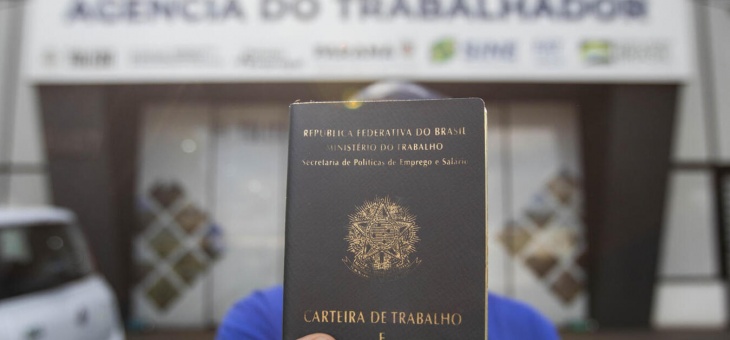 AGENCIA DO TRABALHADOR
SINE
REPÚBLICA FEDERATIVA DO BRASIL
MINISTÉRIO DO TRABALHO
Secretaria de Políticas de Emprego e Salário
CARTEIRA DE TRABALHO
E